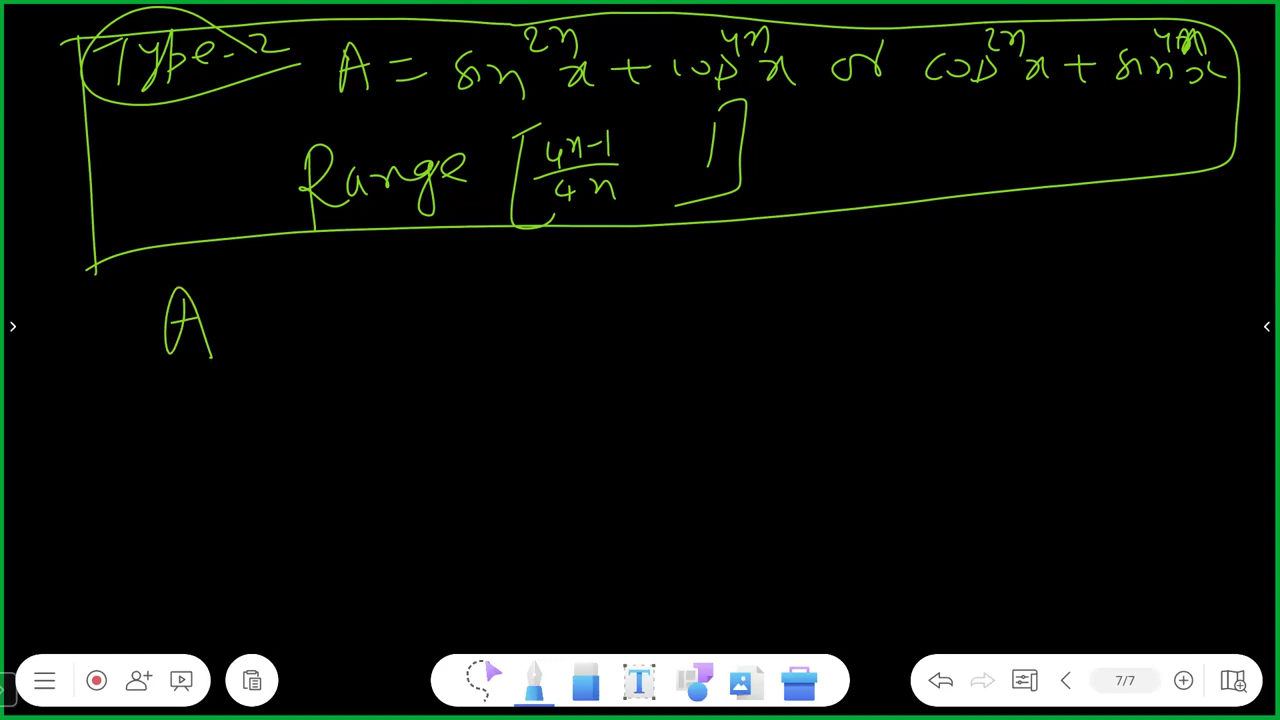 Type-2 A = sin^2n x + cos^4n x or cos^2n x + sin^4n x
Range [4n-1/4n 1]
A
7/7